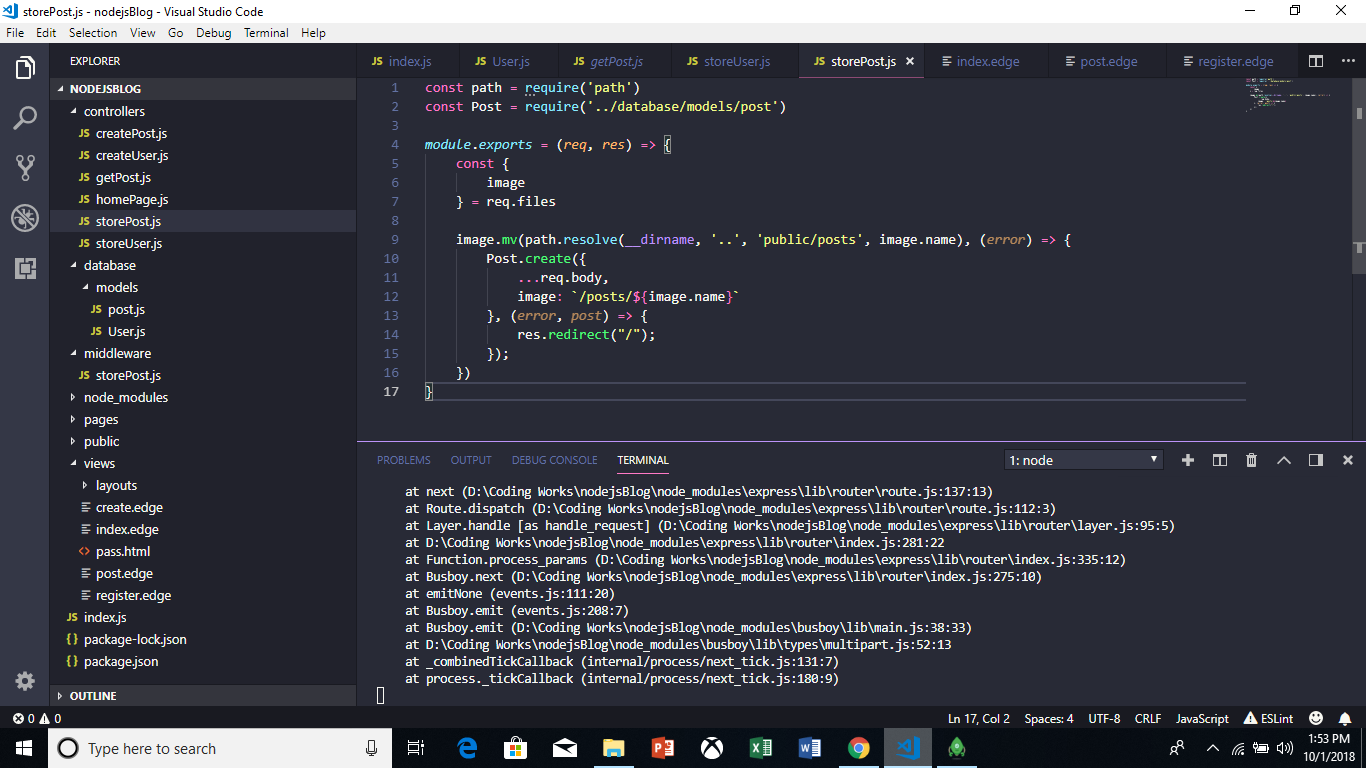 storePost.js - nodejsBlog - Visual Studio Code
File Edit Selection View Go Debug Terminal Help
EXPLORER
NODEJSBLOG
controllers
JS createPost.js
JS createUser.js
JS getPost.js
JS homePage.js
JS storePost.js
JS storeUser.js
database
models
JS post.js
JS User.js
middleware
JS storePost.js
node_modules
pages
public
views
layouts
create.edge
index.edge
<> pass.html
post.edge
register.edge
JS index.js
{} package-lock.json
{} package.json
OUTLINE
JS index.js JS User.js JS getPost.js JS storeUser.js JS storePost.js × index.edge post.edge register.edge ...
1 const path = require('path')
2 const Post = require('../database/models/post')
3
4 module.exports = (req, res) => {
5 const {
6 image
7 } = req.files
8
9 image.mv(path.resolve(__dirname, '..', 'public/posts', image.name), (error) => {
10 Post.create({
11 ...req.body,
12 image: `/posts/${image.name}`
13 }, (error, post) => {
14 res.redirect("/");
15 });
16 })
17 }
PROBLEMS OUTPUT DEBUG CONSOLE TERMINAL 1: node
at next (D:\Coding Works\nodejsBlog\node_modules\express\lib\router\route.js:137:13)
at Route.dispatch (D:\Coding Works\nodejsBlog\node_modules\express\lib\router\route.js:112:3)
at Layer.handle [as handle_request] (D:\Coding Works\nodejsBlog\node_modules\express\lib\router\layer.js:95:5)
at D:\Coding Works\nodejsBlog\node_modules\express\lib\router\index.js:281:22
at Function.process_params (D:\Coding Works\nodejsBlog\node_modules\express\lib\router\index.js:335:12)
at Busboy.next (D:\Coding Works\nodejsBlog\node_modules\express\lib\router\index.js:275:10)
at emitNone (events.js:111:20)
at Busboy.emit (events.js:208:7)
at Busboy.emit (D:\Coding Works\nodejsBlog\node_modules\busboy\lib\main.js:38:33)
at D:\Coding Works\nodejsBlog\node_modules\busboy\lib\types\multipart.js:52:13
at _combinedTickCallback (internal/process/next_tick.js:131:7)
at process._tickCallback (internal/process/next_tick.js:180:9)
0 0 Ln 17, Col 2 Spaces: 4 UTF-8 CRLF JavaScript ESLint
Type here to search
1:53 PM
10/1/2018